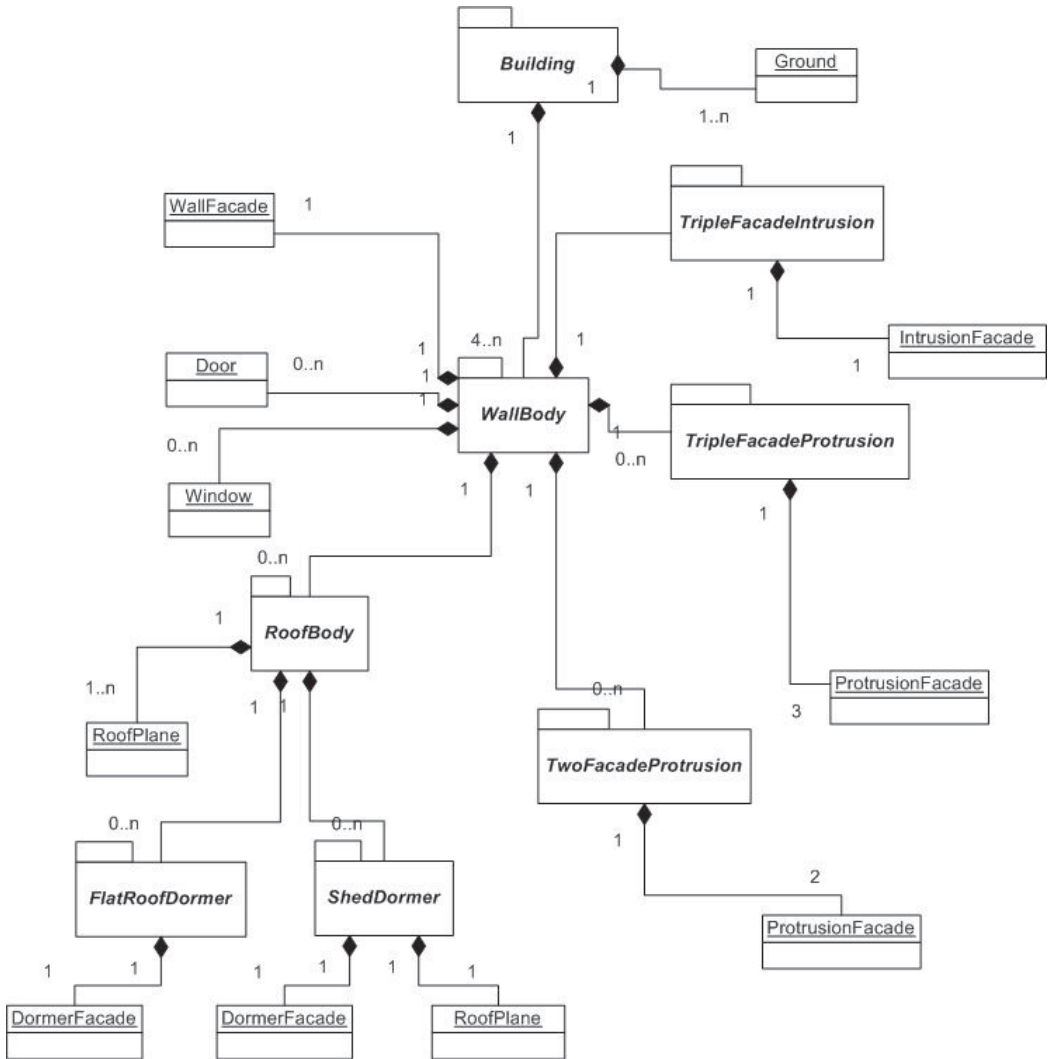 Building
1
Ground
1..n
1
WallFacade
1
TripleFacadeIntrusion
1
IntrusionFacade
1
4..n
1
1
Door
0..n
1
1
WallBody
1
TripleFacadeProtrusion
0..n
0..n
Window
1
1
1
0..n
1
RoofBody
1..n
1
1
RoofPlane
ProtrusionFacade
3
0..n
TwoFacadeProtrusion
0..n
0..n
1
FlatRoofDormer
ShedDormer
2
ProtrusionFacade
1
1
1
1
1
1
DormerFacade
DormerFacade
RoofPlane